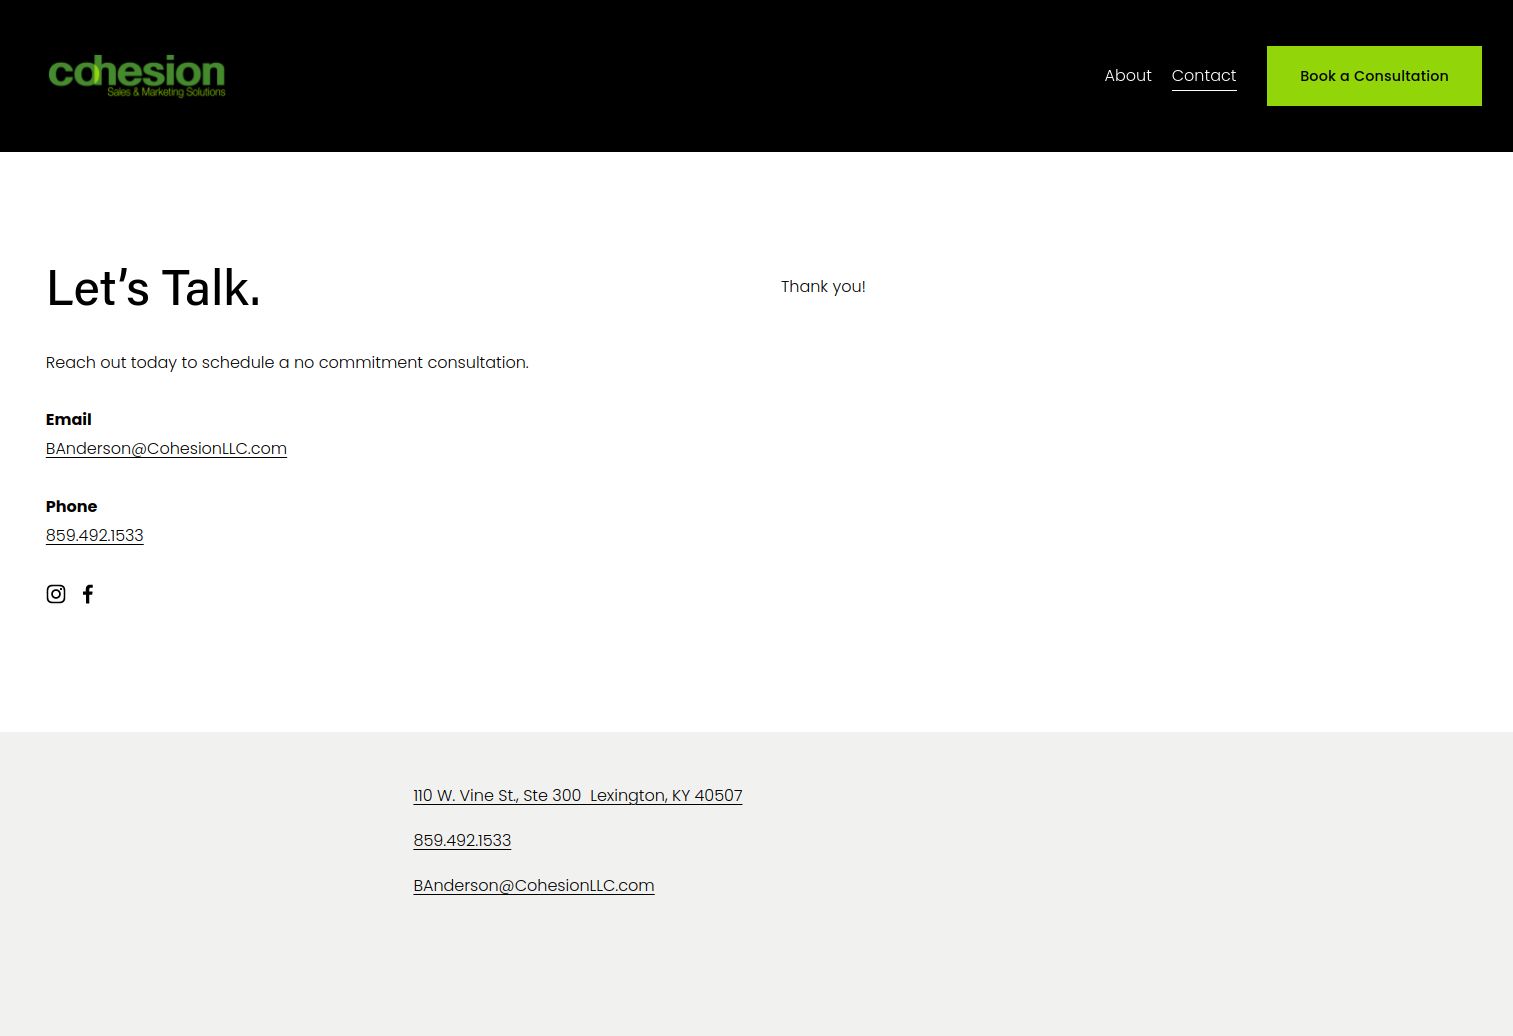 cohesion
Sales & Marketing Solutions
About Contact Book a Consultation
Let's Talk.
Thank you!
Reach out today to schedule a no commitment consultation.
Email
BAnderson@CohesionLLC.com
Phone
859.492.1533
110 W. Vine St., Ste 300  Lexington, KY 40507
859.492.1533
BAnderson@CohesionLLC.com